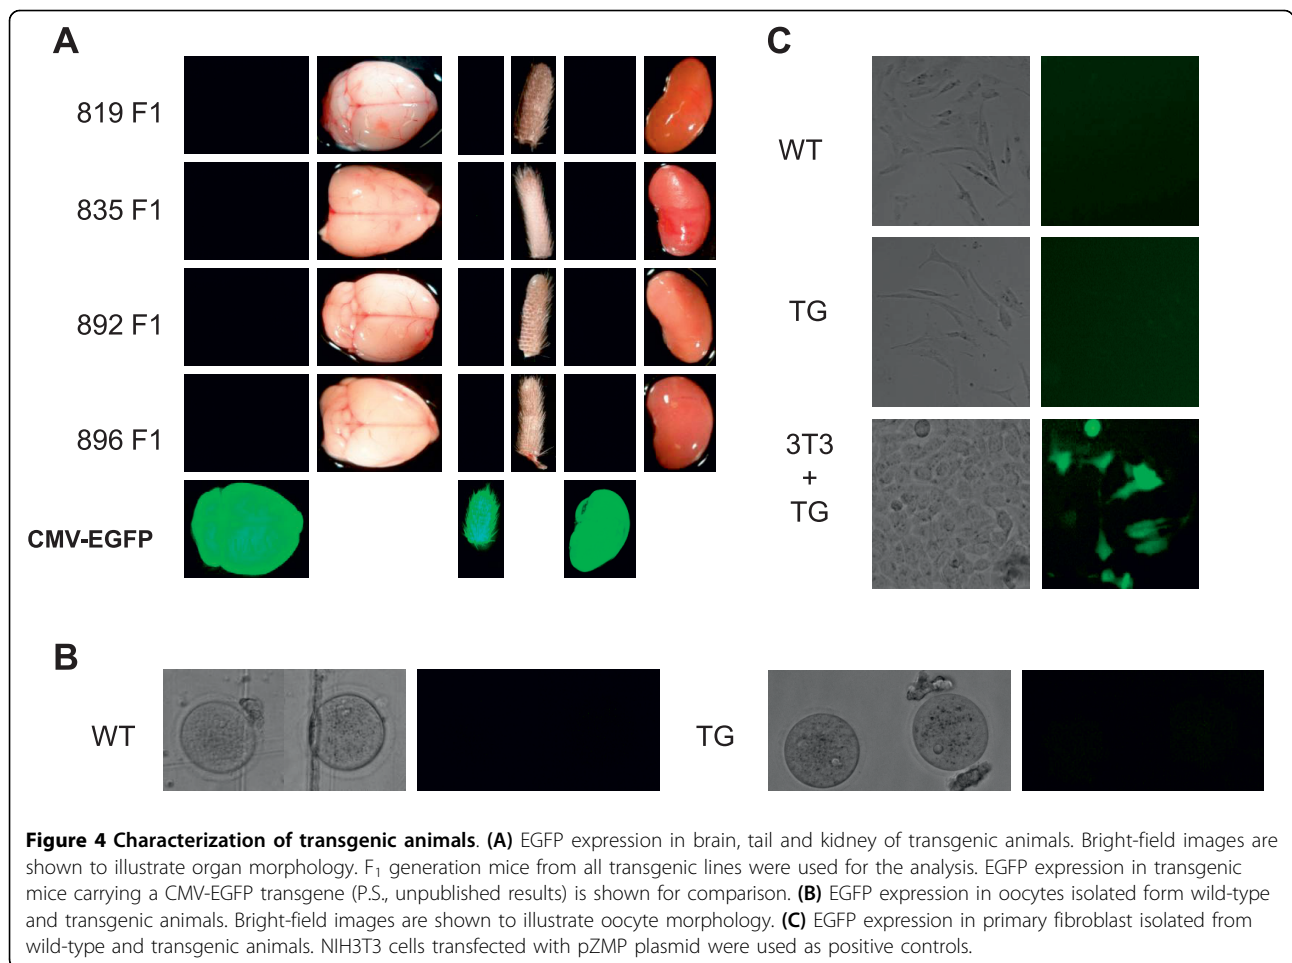 A
819 F1
835 F1
892 F1
896 F1
CMV-EGFP
C
WT
TG
3T3
+
TG
B
WT
TG
Figure 4 Characterization of transgenic animals. (A) EGFP expression in brain, tail and kidney of transgenic animals. Bright-field images are
shown to illustrate organ morphology. F₁ generation mice from all transgenic lines were used for the analysis. EGFP expression in transgenic
mice carrying a CMV-EGFP transgene (P.S., unpublished results) is shown for comparison. (B) EGFP expression in oocytes isolated form wild-type
and transgenic animals. Bright-field images are shown to illustrate oocyte morphology. (C) EGFP expression in primary fibroblast isolated from
wild-type and transgenic animals. NIH3T3 cells transfected with pZMP plasmid were used as positive controls.